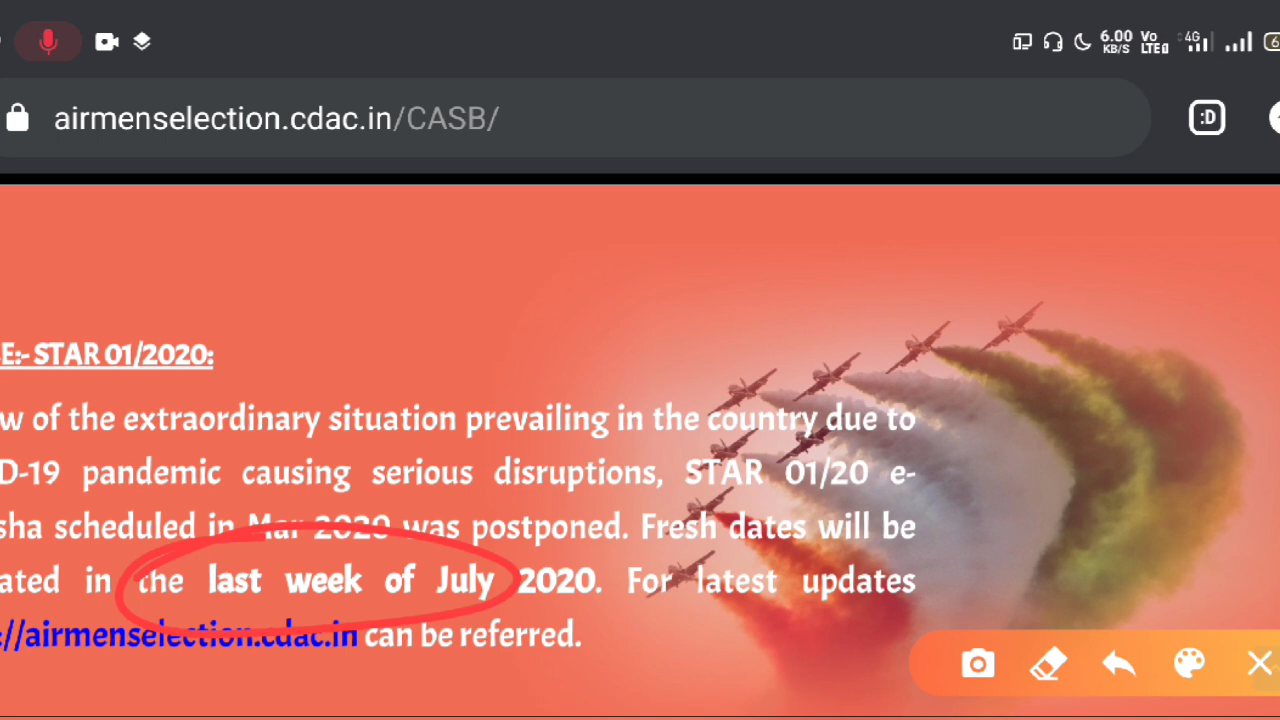 6.00 KB/S Vo LTE 4G 6
airmenselection.cdac.in/CASB/ :D
E:- STAR 01/2020:
w of the extraordinary situation prevailing in the country due to
D-19 pandemic causing serious disruptions, STAR 01/20 e-
sha scheduled in Mar 2020 was postponed. Fresh dates will be
ated in the last week of July 2020. For latest updates
://airmenselection.cdac.in can be referred.